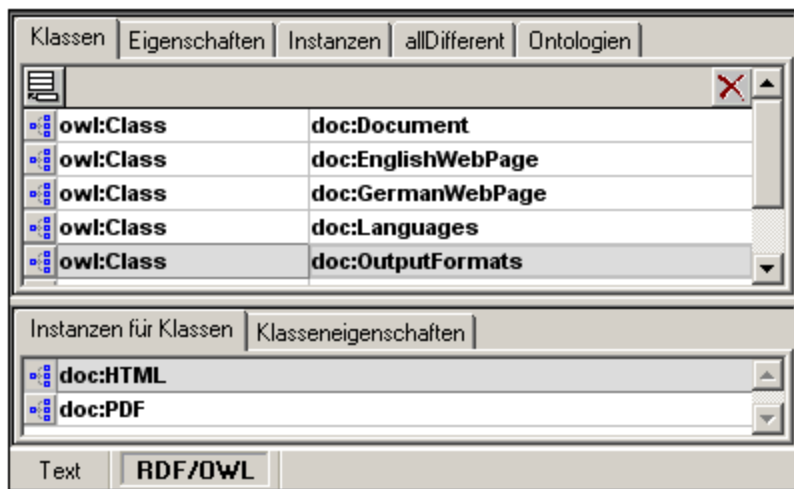 Klassen Eigenschaften Instanzen allDifferent Ontologien
owl:Class doc:Document
owl:Class doc:EnglishWebPage
owl:Class doc:GermanWebPage
owl:Class doc:Languages
owl:Class doc:OutputFormats
Instanzen für Klassen Klasseneigenschaften
doc:HTML
doc:PDF
Text RDF/OWL